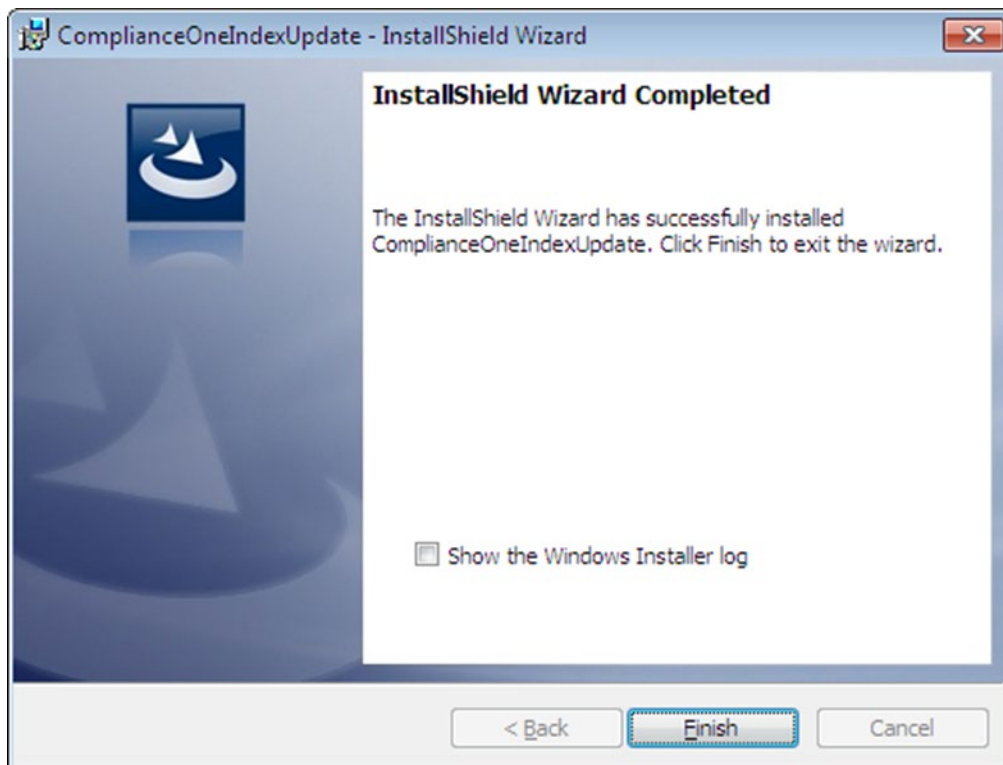 ComplianceOneIndexUpdate - InstallShield Wizard
InstallShield Wizard Completed
The InstallShield Wizard has successfully installed
ComplianceOneIndexUpdate. Click Finish to exit the wizard.
Show the Windows Installer log
< Back Finish Cancel